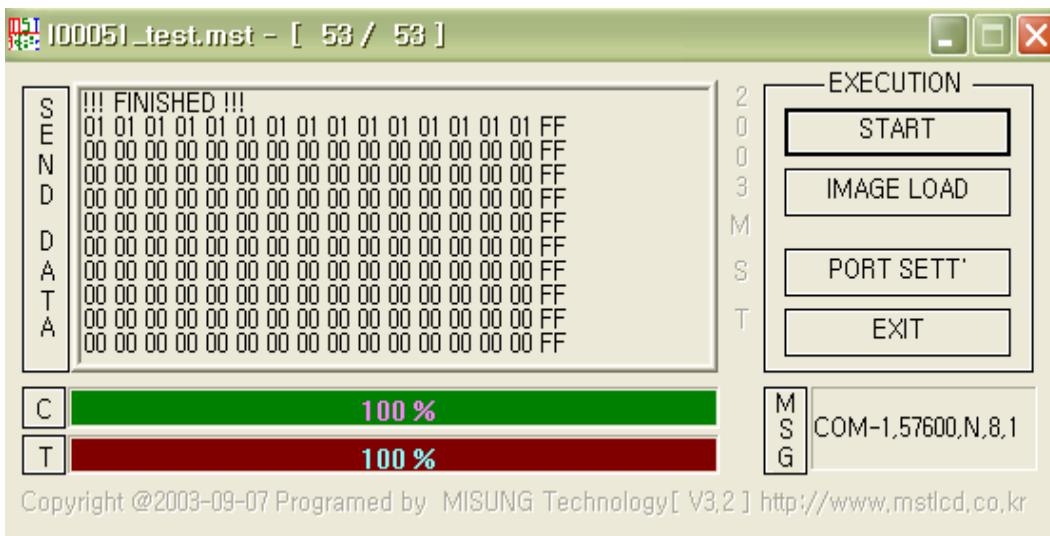 I00051_test.mst - [ 53 / 53 ]
SEND DATA
!!! FINISHED !!!
01 01 01 01 01 01 01 01 01 01 01 01 01 01 01 FF
00 00 00 00 00 00 00 00 00 00 00 00 00 00 00 FF
00 00 00 00 00 00 00 00 00 00 00 00 00 00 00 FF
00 00 00 00 00 00 00 00 00 00 00 00 00 00 00 FF
00 00 00 00 00 00 00 00 00 00 00 00 00 00 00 FF
00 00 00 00 00 00 00 00 00 00 00 00 00 00 00 FF
00 00 00 00 00 00 00 00 00 00 00 00 00 00 00 FF
00 00 00 00 00 00 00 00 00 00 00 00 00 00 00 FF
00 00 00 00 00 00 00 00 00 00 00 00 00 00 00 FF
00 00 00 00 00 00 00 00 00 00 00 00 00 00 00 FF
2003 MST
EXECUTION
START
IMAGE LOAD
PORT SETT'
EXIT
C
100 %
T
100 %
MSG
COM-1,57600,N,8,1
Copyright @2003-09-07 Programed by MISUNG Technology[ V3,2 ] http://www,mstlcd,co,kr